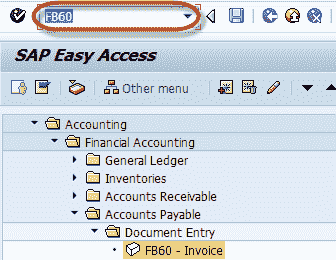 FB60
SAP Easy Access
Other menu
Accounting
Financial Accounting
General Ledger
Inventories
Accounts Receivable
Accounts Payable
Document Entry
FB60 - Invoice